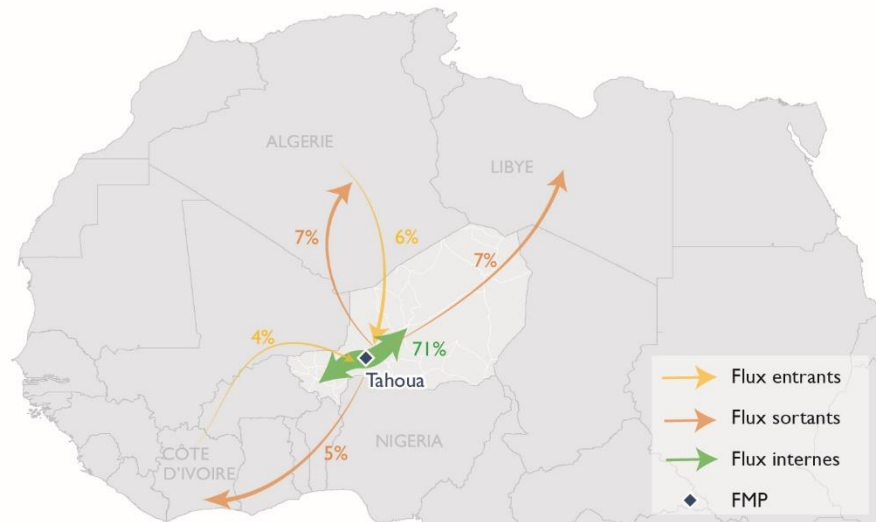 ALGERIE
LIBYE
7%
6%
7%
4%
71%
Tahoua
CÔTE
D'IVOIRE
NIGERIA
5%
Flux entrants
Flux sortants
Flux internes
FMP